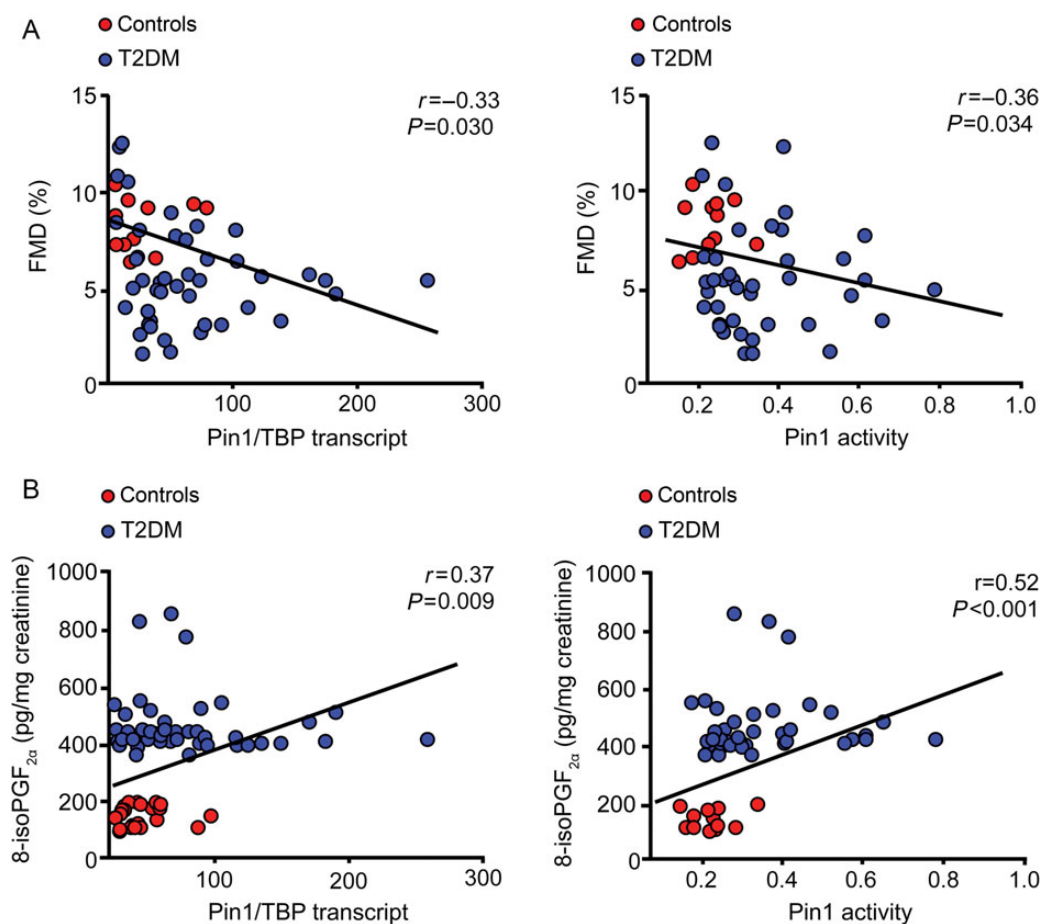 A
Controls
T2DM
r=–0.33
P=0.030
15
10
5
0
FMD (%)
100
200
300
Pin1/TBP transcript
Controls
T2DM
r=–0.36
P=0.034
15
10
5
0
FMD (%)
0.2
0.4
0.6
0.8
1.0
Pin1 activity
B
Controls
T2DM
r=0.37
P=0.009
1000
800
600
400
200
0
8-isoPGF2α (pg/mg creatinine)
100
200
300
Pin1/TBP transcript
Controls
T2DM
r=0.52
P<0.001
1000
800
600
400
200
0
8-isoPGF2α (pg/mg creatinine)
0.2
0.4
0.6
0.8
1.0
Pin1 activity